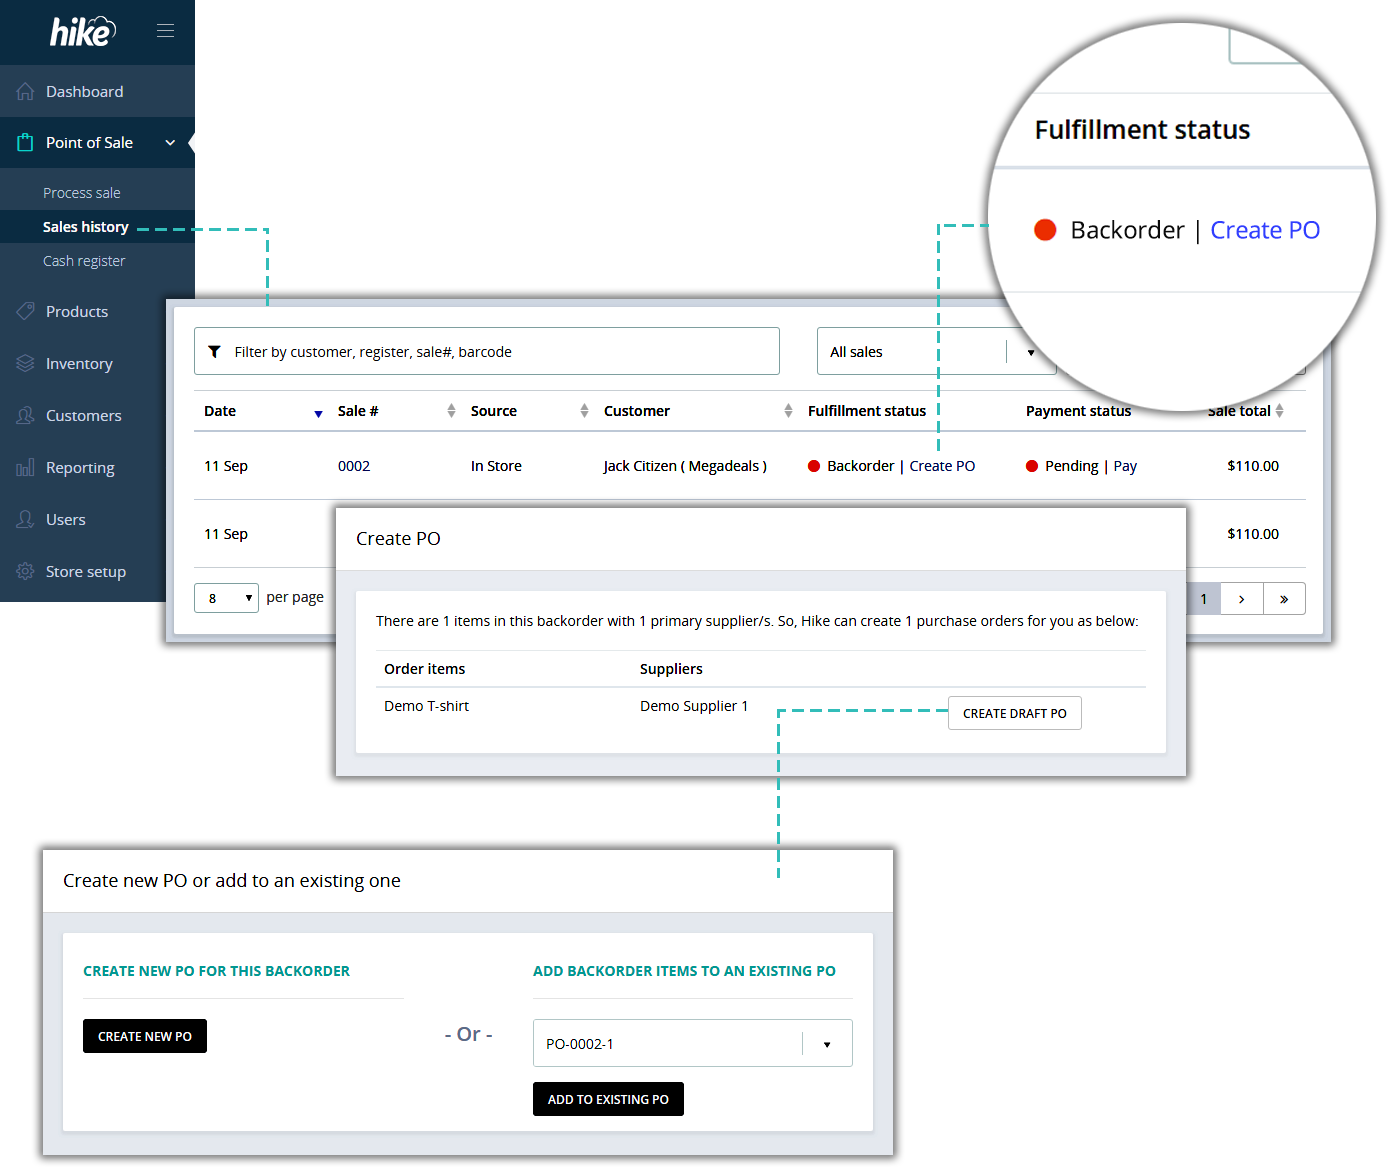 hike
Dashboard
Point of Sale
Process sale
Sales history
Cash register
Products
Inventory
Customers
Reporting
Users
Store setup
Fulfillment status
Backorder | Create PO
Filter by customer, register, sale#, barcode
All sales
Date Sale # Source Customer Fulfillment status Payment status Sale total
11 Sep 0002 In Store Jack Citizen ( Megadeals ) Backorder | Create PO Pending | Pay $110.00
11 Sep $110.00
8 per page 1 › »
Create PO
There are 1 items in this backorder with 1 primary supplier/s. So, Hike can create 1 purchase orders for you as below:
Order items Suppliers
Demo T-shirt Demo Supplier 1 CREATE DRAFT PO
Create new PO or add to an existing one
CREATE NEW PO FOR THIS BACKORDER
CREATE NEW PO
- Or -
ADD BACKORDER ITEMS TO AN EXISTING PO
PO-0002-1
ADD TO EXISTING PO